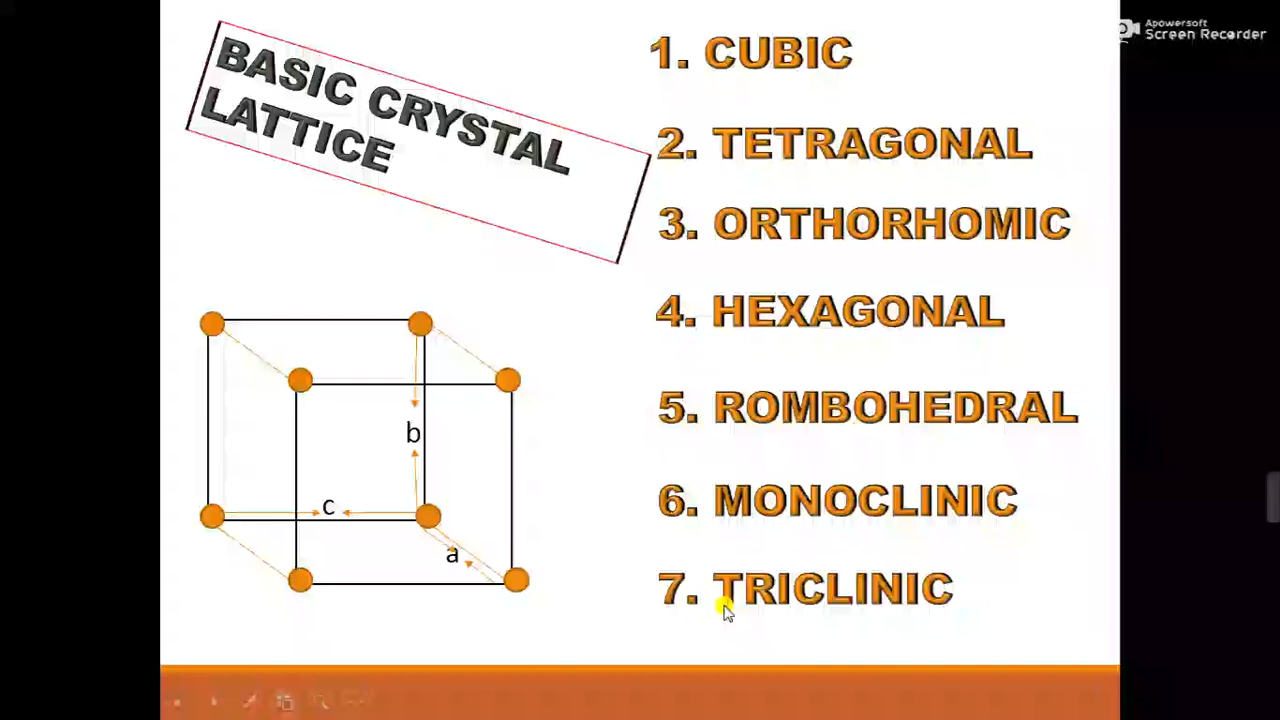 BASIC CRYSTAL
LATTICE
1. CUBIC
2. TETRAGONAL
3. ORTHORHOMIC
4. HEXAGONAL
5. ROMBOHEDRAL
6. MONOCLINIC
7. TRICLINIC
b
c
a
Apowersoft
Screen Recorder